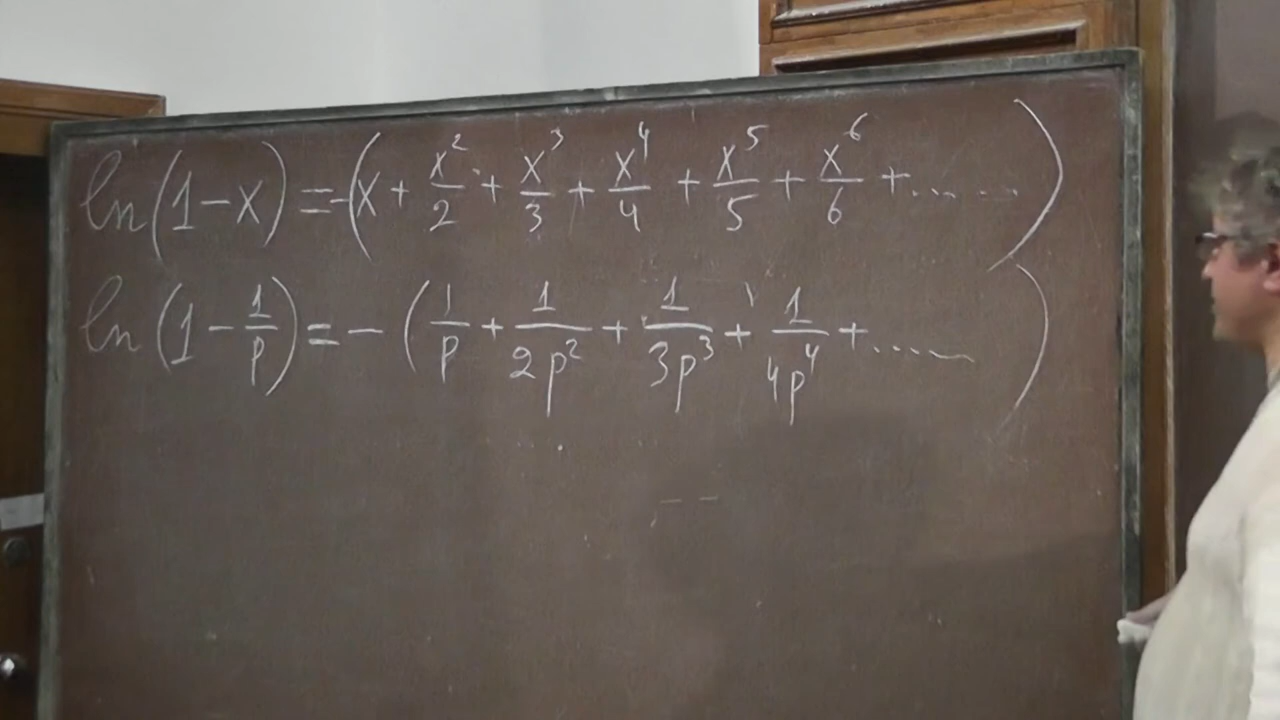 ln(1-x) = -(x + x²/2 + x³/3 + x⁴/4 + x⁵/5 + x⁶/6 + ......)
ln(1 - 1/p) = - (1/p + 1/2p² + 1/3p³ + 1/4p⁴ + ......)